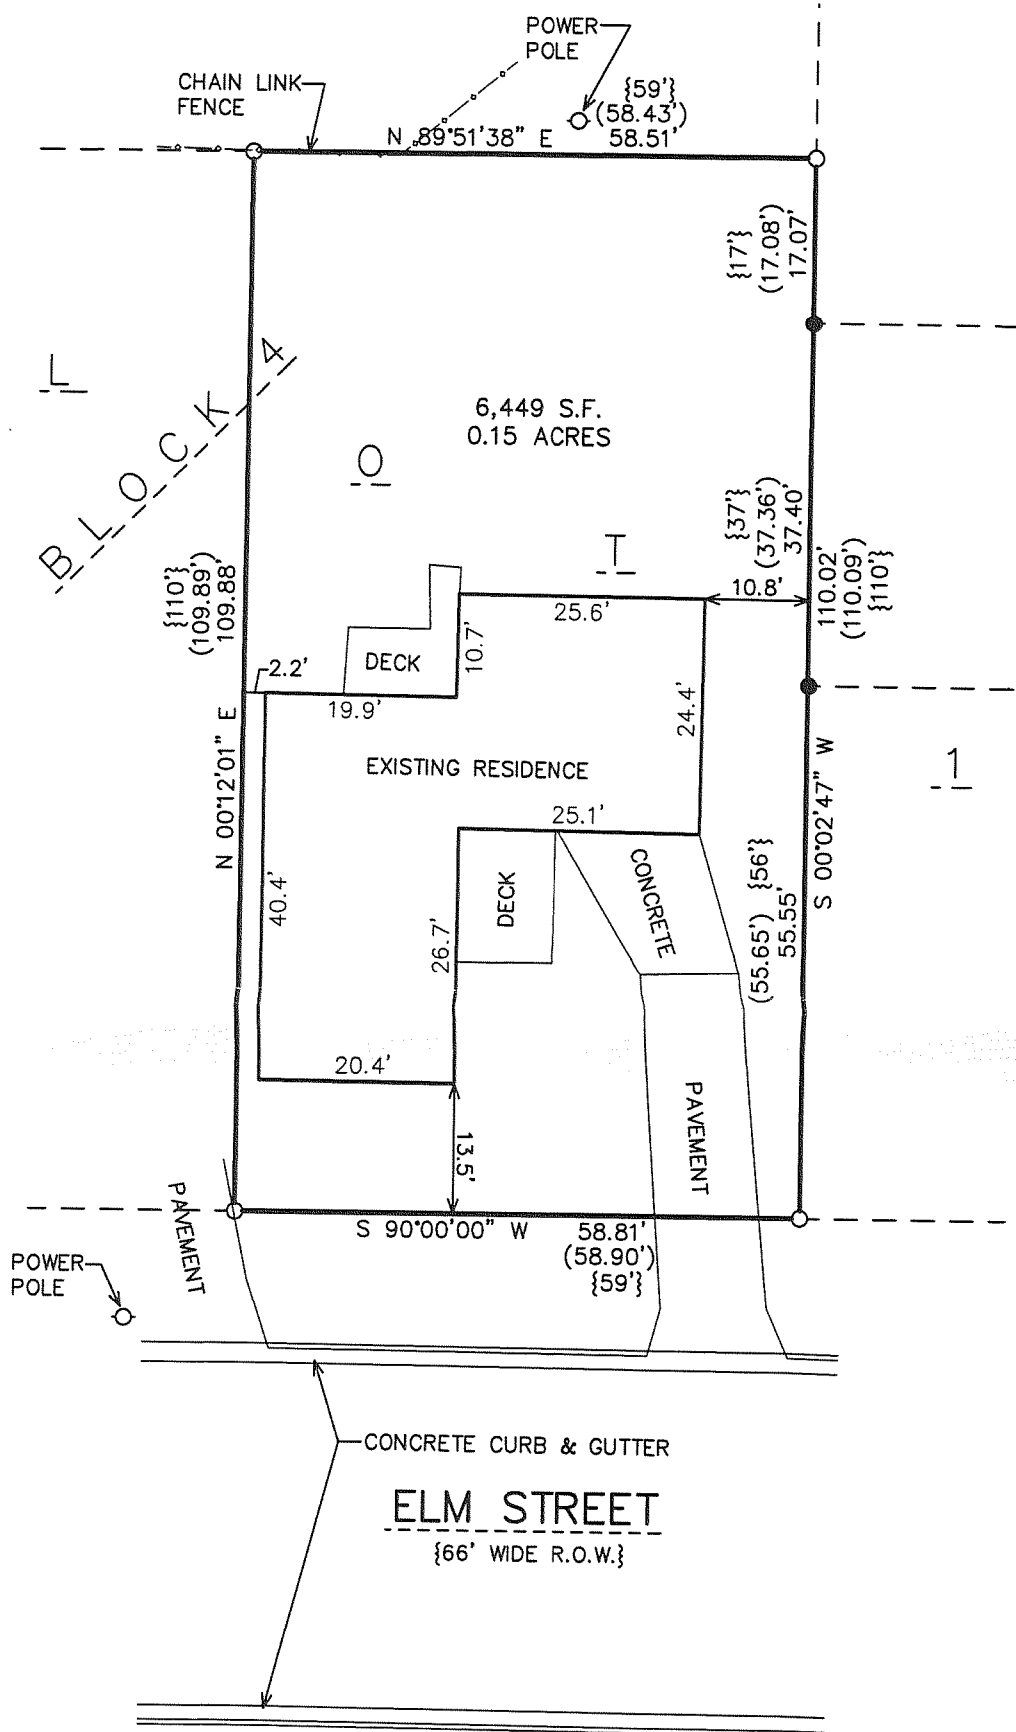 POWER
POLE
CHAIN LINK
FENCE
{59'}
(58.43')
N 89°51'38" E 58.51'
{17'}
(17.08')
17.07'
BLOCK 4
L O T 1
6,449 S.F.
0.15 ACRES
{37'}
(37.36')
37.40'
{110'}
(109.89')
109.88'
110.02'
(110.09')
{110'}
10.8'
25.6'
10.7'
DECK
2.2'
19.9'
24.4'
N 00°12'01" E
EXISTING RESIDENCE
S 00°02'47" W
25.1'
CONCRETE
DECK
40.4'
26.7'
(55.65') {56'}
55.55'
20.4'
13.5'
PAVEMENT
PAVEMENT
S 90°00'00" W 58.81'
(58.90')
{59'}
POWER
POLE
CONCRETE CURB & GUTTER
ELM STREET
{66' WIDE R.O.W.}